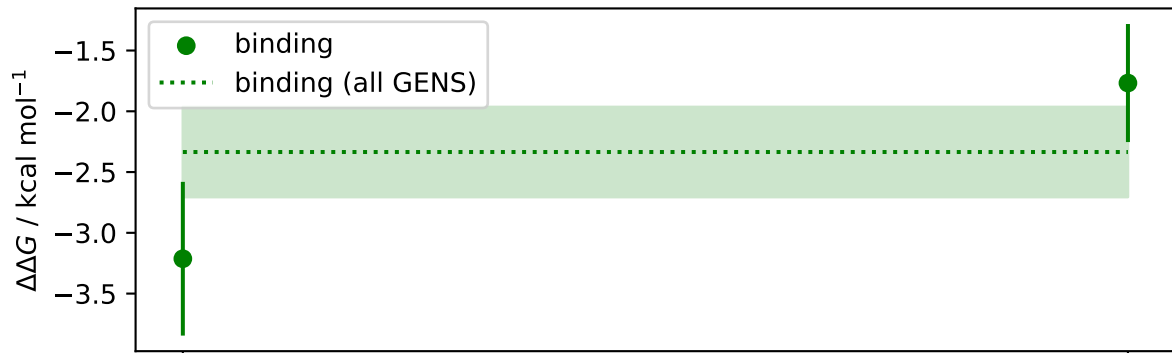 binding
binding (all GENS)
ΔΔG / kcal mol⁻¹
−1.5
−2.0
−2.5
−3.0
−3.5